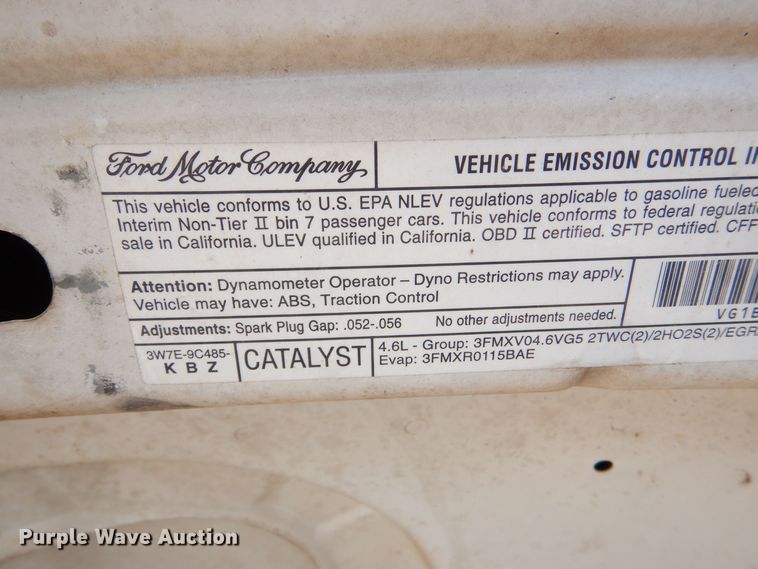 Ford Motor Company
VEHICLE EMISSION CONTROL
This vehicle conforms to U.S. EPA NLEV regulations applicable to gasoline fueled
Interim Non-Tier II bin 7 passenger cars. This vehicle conforms to federal
sale in California. ULEV qualified in California. OBD II certified. SFTP certified.
Attention: Dynamometer Operator – Dyno Restrictions may apply.
Vehicle may have: ABS, Traction Control
Adjustments: Spark Plug Gap: .052-.056 No other adjustments needed.
3W7E-9C485-
K B Z
CATALYST
4.6L - Group: 3FMXV04.6VG5 2TWC(2)/2HO2S(2)/EGR
Evap: 3FMXR0115BAE
Purple Wave Auction